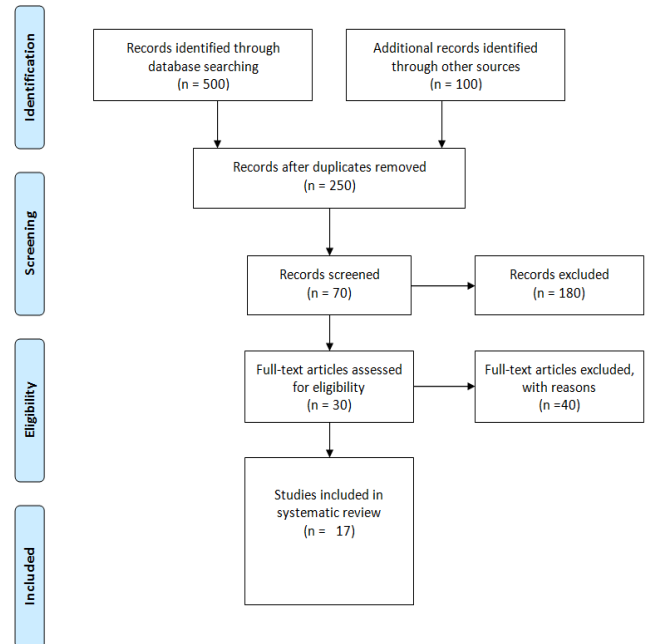 Identification
Records identified through
database searching
(n = 500)
Additional records identified
through other sources
(n = 100)
Records after duplicates removed
(n = 250)
Screening
Records screened
(n = 70)
Records excluded
(n = 180)
Eligibility
Full-text articles assessed
for eligibility
(n = 30)
Full-text articles excluded,
with reasons
(n =40)
Included
Studies included in
systematic review
(n = 17)